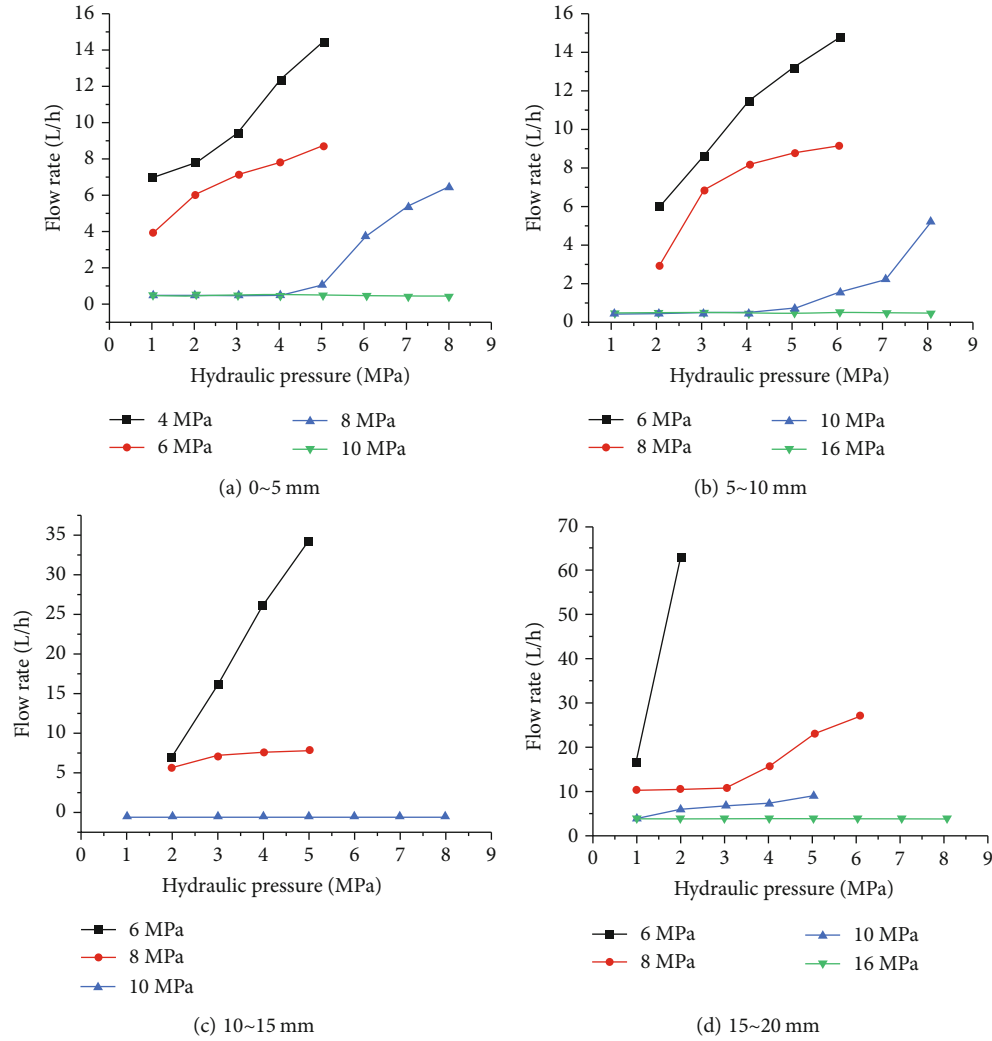 16
14
12
10
8
6
4
2
0
Flow rate (L/h)
0 1 2 3 4 5 6 7 8 9
Hydraulic pressure (MPa)
4 MPa 8 MPa
6 MPa 10 MPa
(a) 0~5 mm
16
14
12
10
8
6
4
2
0
Flow rate (L/h)
0 1 2 3 4 5 6 7 8 9
Hydraulic pressure (MPa)
6 MPa 10 MPa
8 MPa 16 MPa
(b) 5~10 mm
35
30
25
20
15
10
5
0
Flow rate (L/h)
0 1 2 3 4 5 6 7 8 9
Hydraulic pressure (MPa)
6 MPa
8 MPa
10 MPa
(c) 10~15 mm
70
60
50
40
30
20
10
0
Flow rate (L/h)
0 1 2 3 4 5 6 7 8 9
Hydraulic pressure (MPa)
6 MPa 10 MPa
8 MPa 16 MPa
(d) 15~20 mm